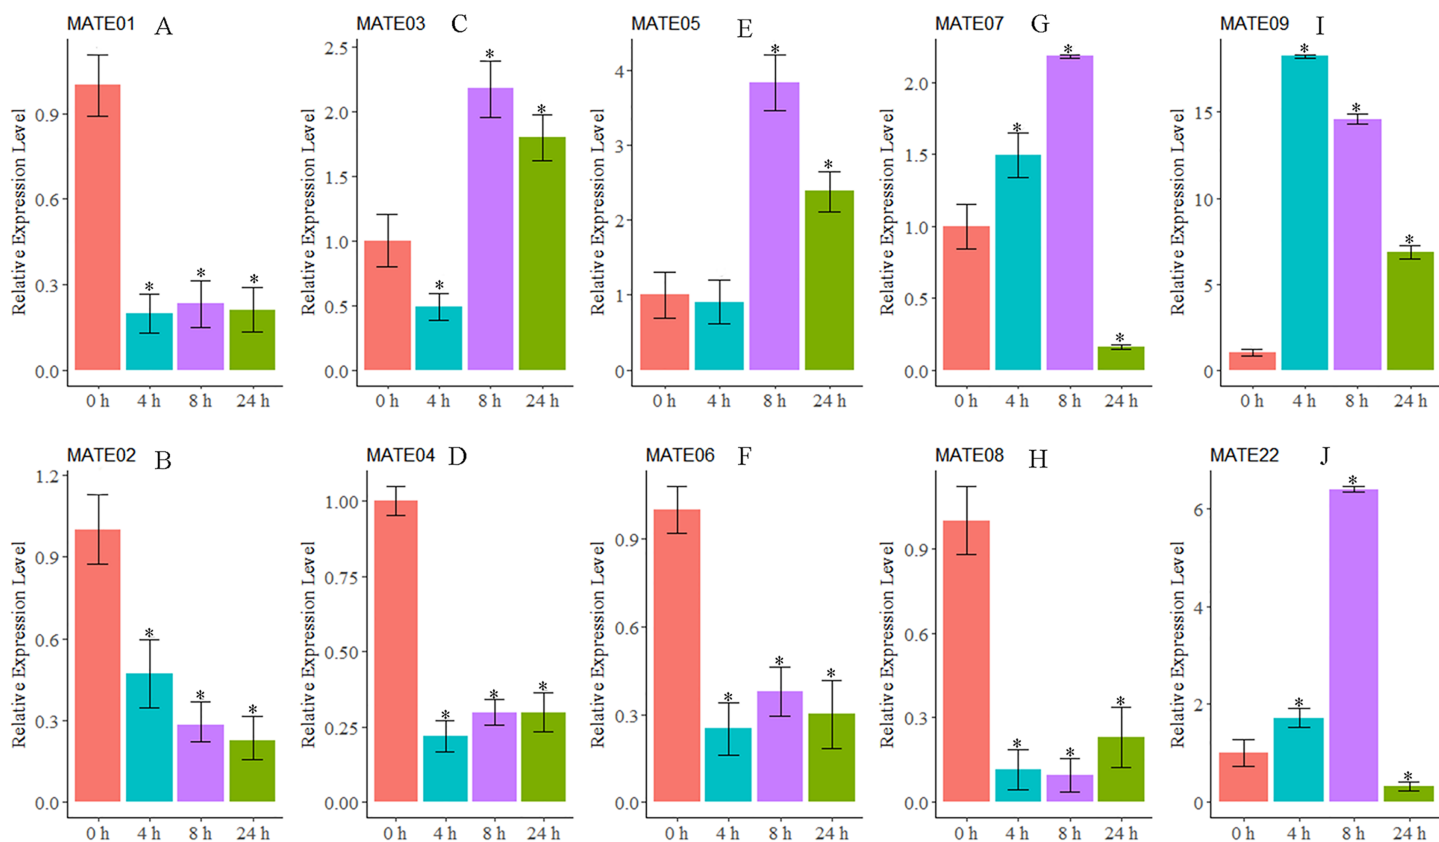 MATE01 A
Relative Expression Level
0.9
0.6
0.3
0.0
*
*
*
0 h 4 h 8 h 24 h
MATE03 C
Relative Expression Level
2.5
2.0
1.5
1.0
0.5
0.0
*
*
*
0 h 4 h 8 h 24 h
MATE05 E
Relative Expression Level
4
3
2
1
0
*
*
0 h 4 h 8 h 24 h
MATE07 G
Relative Expression Level
2.0
1.5
1.0
0.5
0.0
*
*
*
0 h 4 h 8 h 24 h
MATE09 I
Relative Expression Level
15
10
5
0
*
*
*
0 h 4 h 8 h 24 h
MATE02 B
Relative Expression Level
1.2
0.9
0.6
0.3
0.0
*
*
*
0 h 4 h 8 h 24 h
MATE04 D
Relative Expression Level
1.00
0.75
0.50
0.25
0.00
*
*
*
0 h 4 h 8 h 24 h
MATE06 F
Relative Expression Level
0.9
0.6
0.3
0.0
*
*
*
0 h 4 h 8 h 24 h
MATE08 H
Relative Expression Level
0.9
0.6
0.3
0.0
*
*
*
0 h 4 h 8 h 24 h
MATE22 J
Relative Expression Level
6
4
2
0
*
*
*
0 h 4 h 8 h 24 h